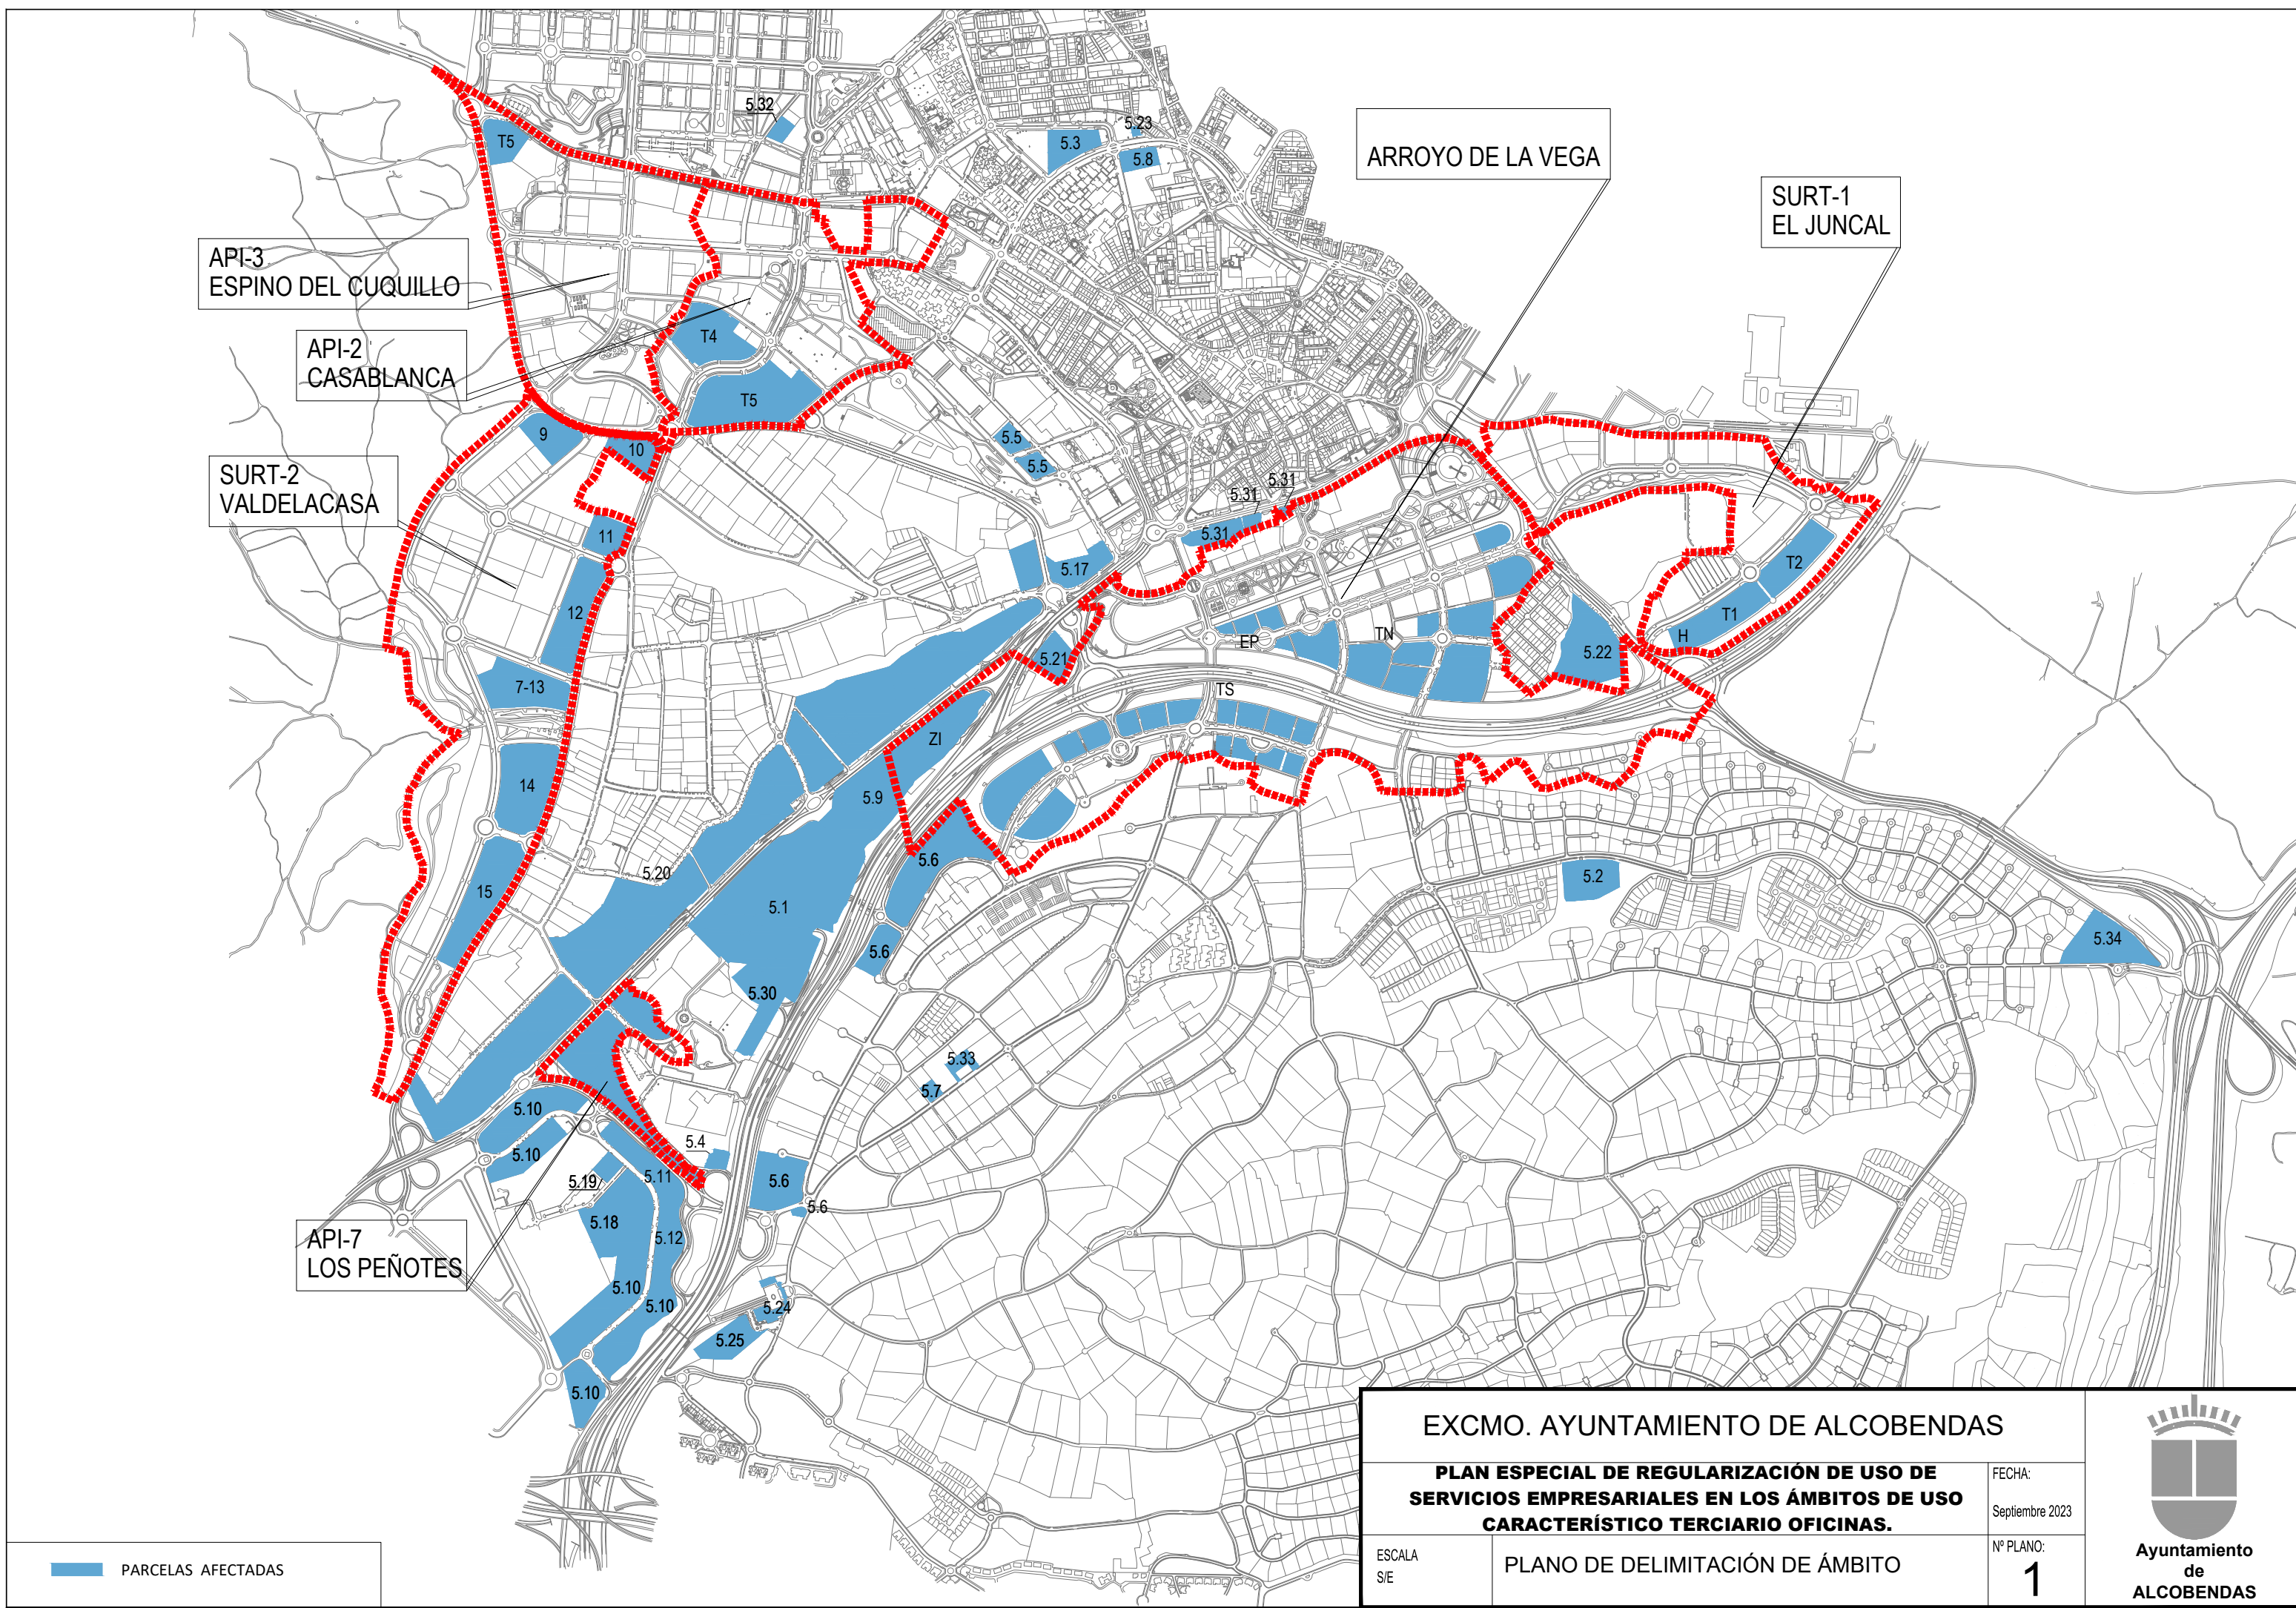 5.32
T5
5.3
5.23
5.8
ARROYO DE LA VEGA
SURT-1
EL JUNCAL
API-3
ESPINO DEL CUQUILLO
API-2
CASABLANCA
T4
T5
9
10
5.5
5.5
SURT-2
VALDELACASA
11
5.31
5.31
5.31
5.17
T2
T1
H
12
EP
TN
5.21
5.22
7-13
TS
ZI
14
5.9
5.6
5.20
15
5.1
5.2
5.6
5.34
5.30
5.33
5.7
5.10
5.10
5.4
5.11
5.19
5.6
5.6
5.18
5.12
API-7
LOS PEÑOTES
5.10
5.10
5.24
5.25
5.10
EXCMO. AYUNTAMIENTO DE ALCOBENDAS
PLAN ESPECIAL DE REGULARIZACIÓN DE USO DE
SERVICIOS EMPRESARIALES EN LOS ÁMBITOS DE USO
CARACTERÍSTICO TERCIARIO OFICINAS.
FECHA:
Septiembre 2023
ESCALA
S/E
PLANO DE DELIMITACIÓN DE ÁMBITO
Nº PLANO:
1
Ayuntamiento
de
ALCOBENDAS
PARCELAS AFECTADAS